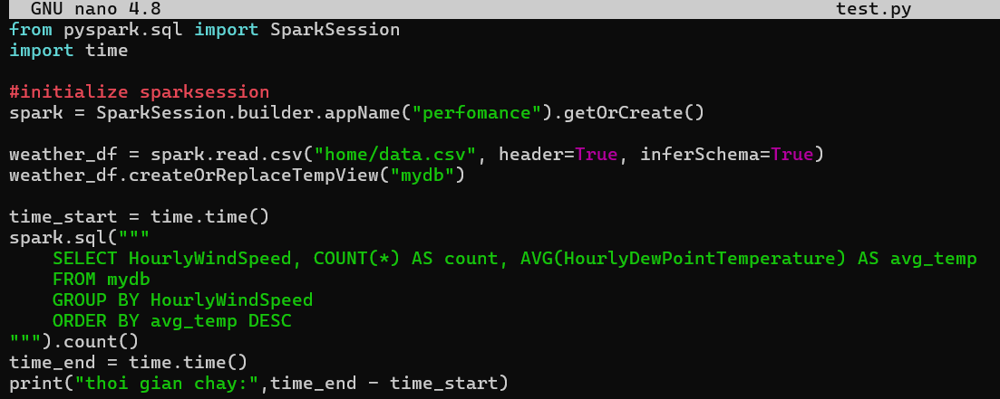 GNU nano 4.8 test.py
from pyspark.sql import SparkSession
import time
#initialize sparksession
spark = SparkSession.builder.appName("perfomance").getOrCreate()
weather_df = spark.read.csv("home/data.csv", header=True, inferSchema=True)
weather_df.createOrReplaceTempView("mydb")
time_start = time.time()
spark.sql("""
    SELECT HourlyWindSpeed, COUNT(*) AS count, AVG(HourlyDewPointTemperature) AS avg_temp
    FROM mydb
    GROUP BY HourlyWindSpeed
    ORDER BY avg_temp DESC
""").count()
time_end = time.time()
print("thoi gian chay:",time_end - time_start)